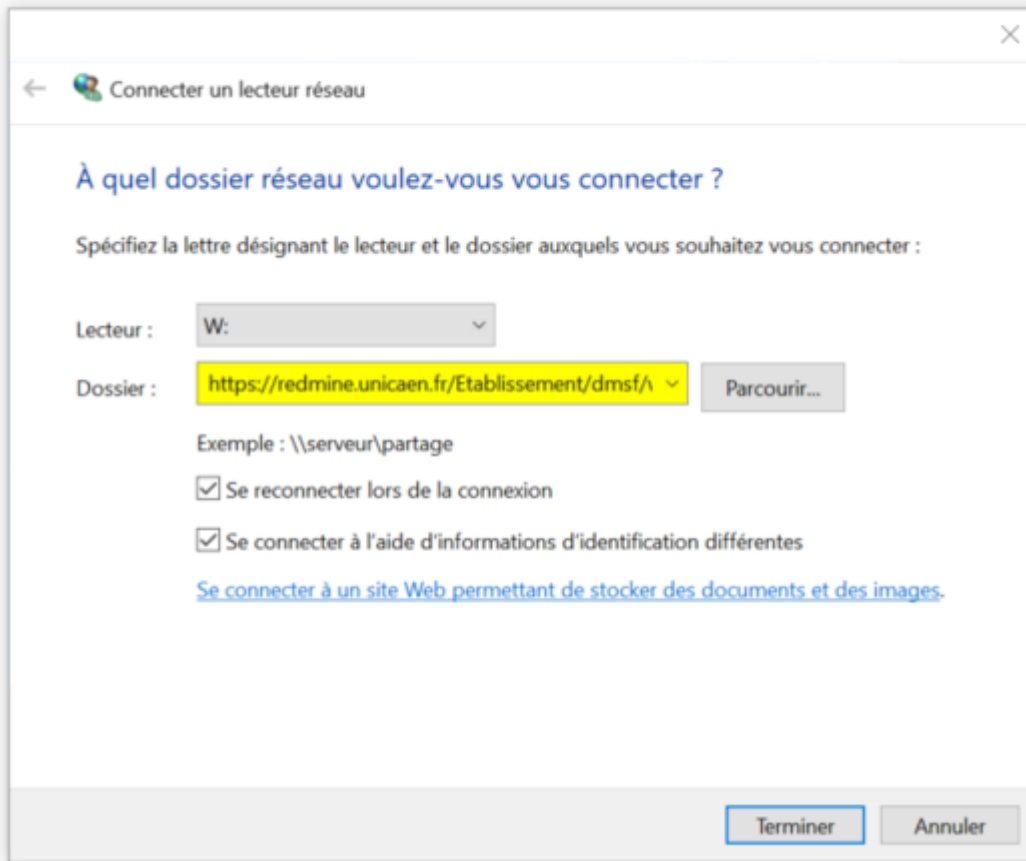 Connecter un lecteur réseau
À quel dossier réseau voulez-vous vous connecter ?
Spécifiez la lettre désignant le lecteur et le dossier auxquels vous souhaitez vous connecter :
Lecteur : W:
Dossier : https://redmine.unicaen.fr/Etablissement/dmsf/ Parcourir...
Exemple : \\serveur\partage
Se reconnecter lors de la connexion
Se connecter à l'aide d'informations d'identification différentes
Se connecter à un site Web permettant de stocker des documents et des images.
Terminer Annuler